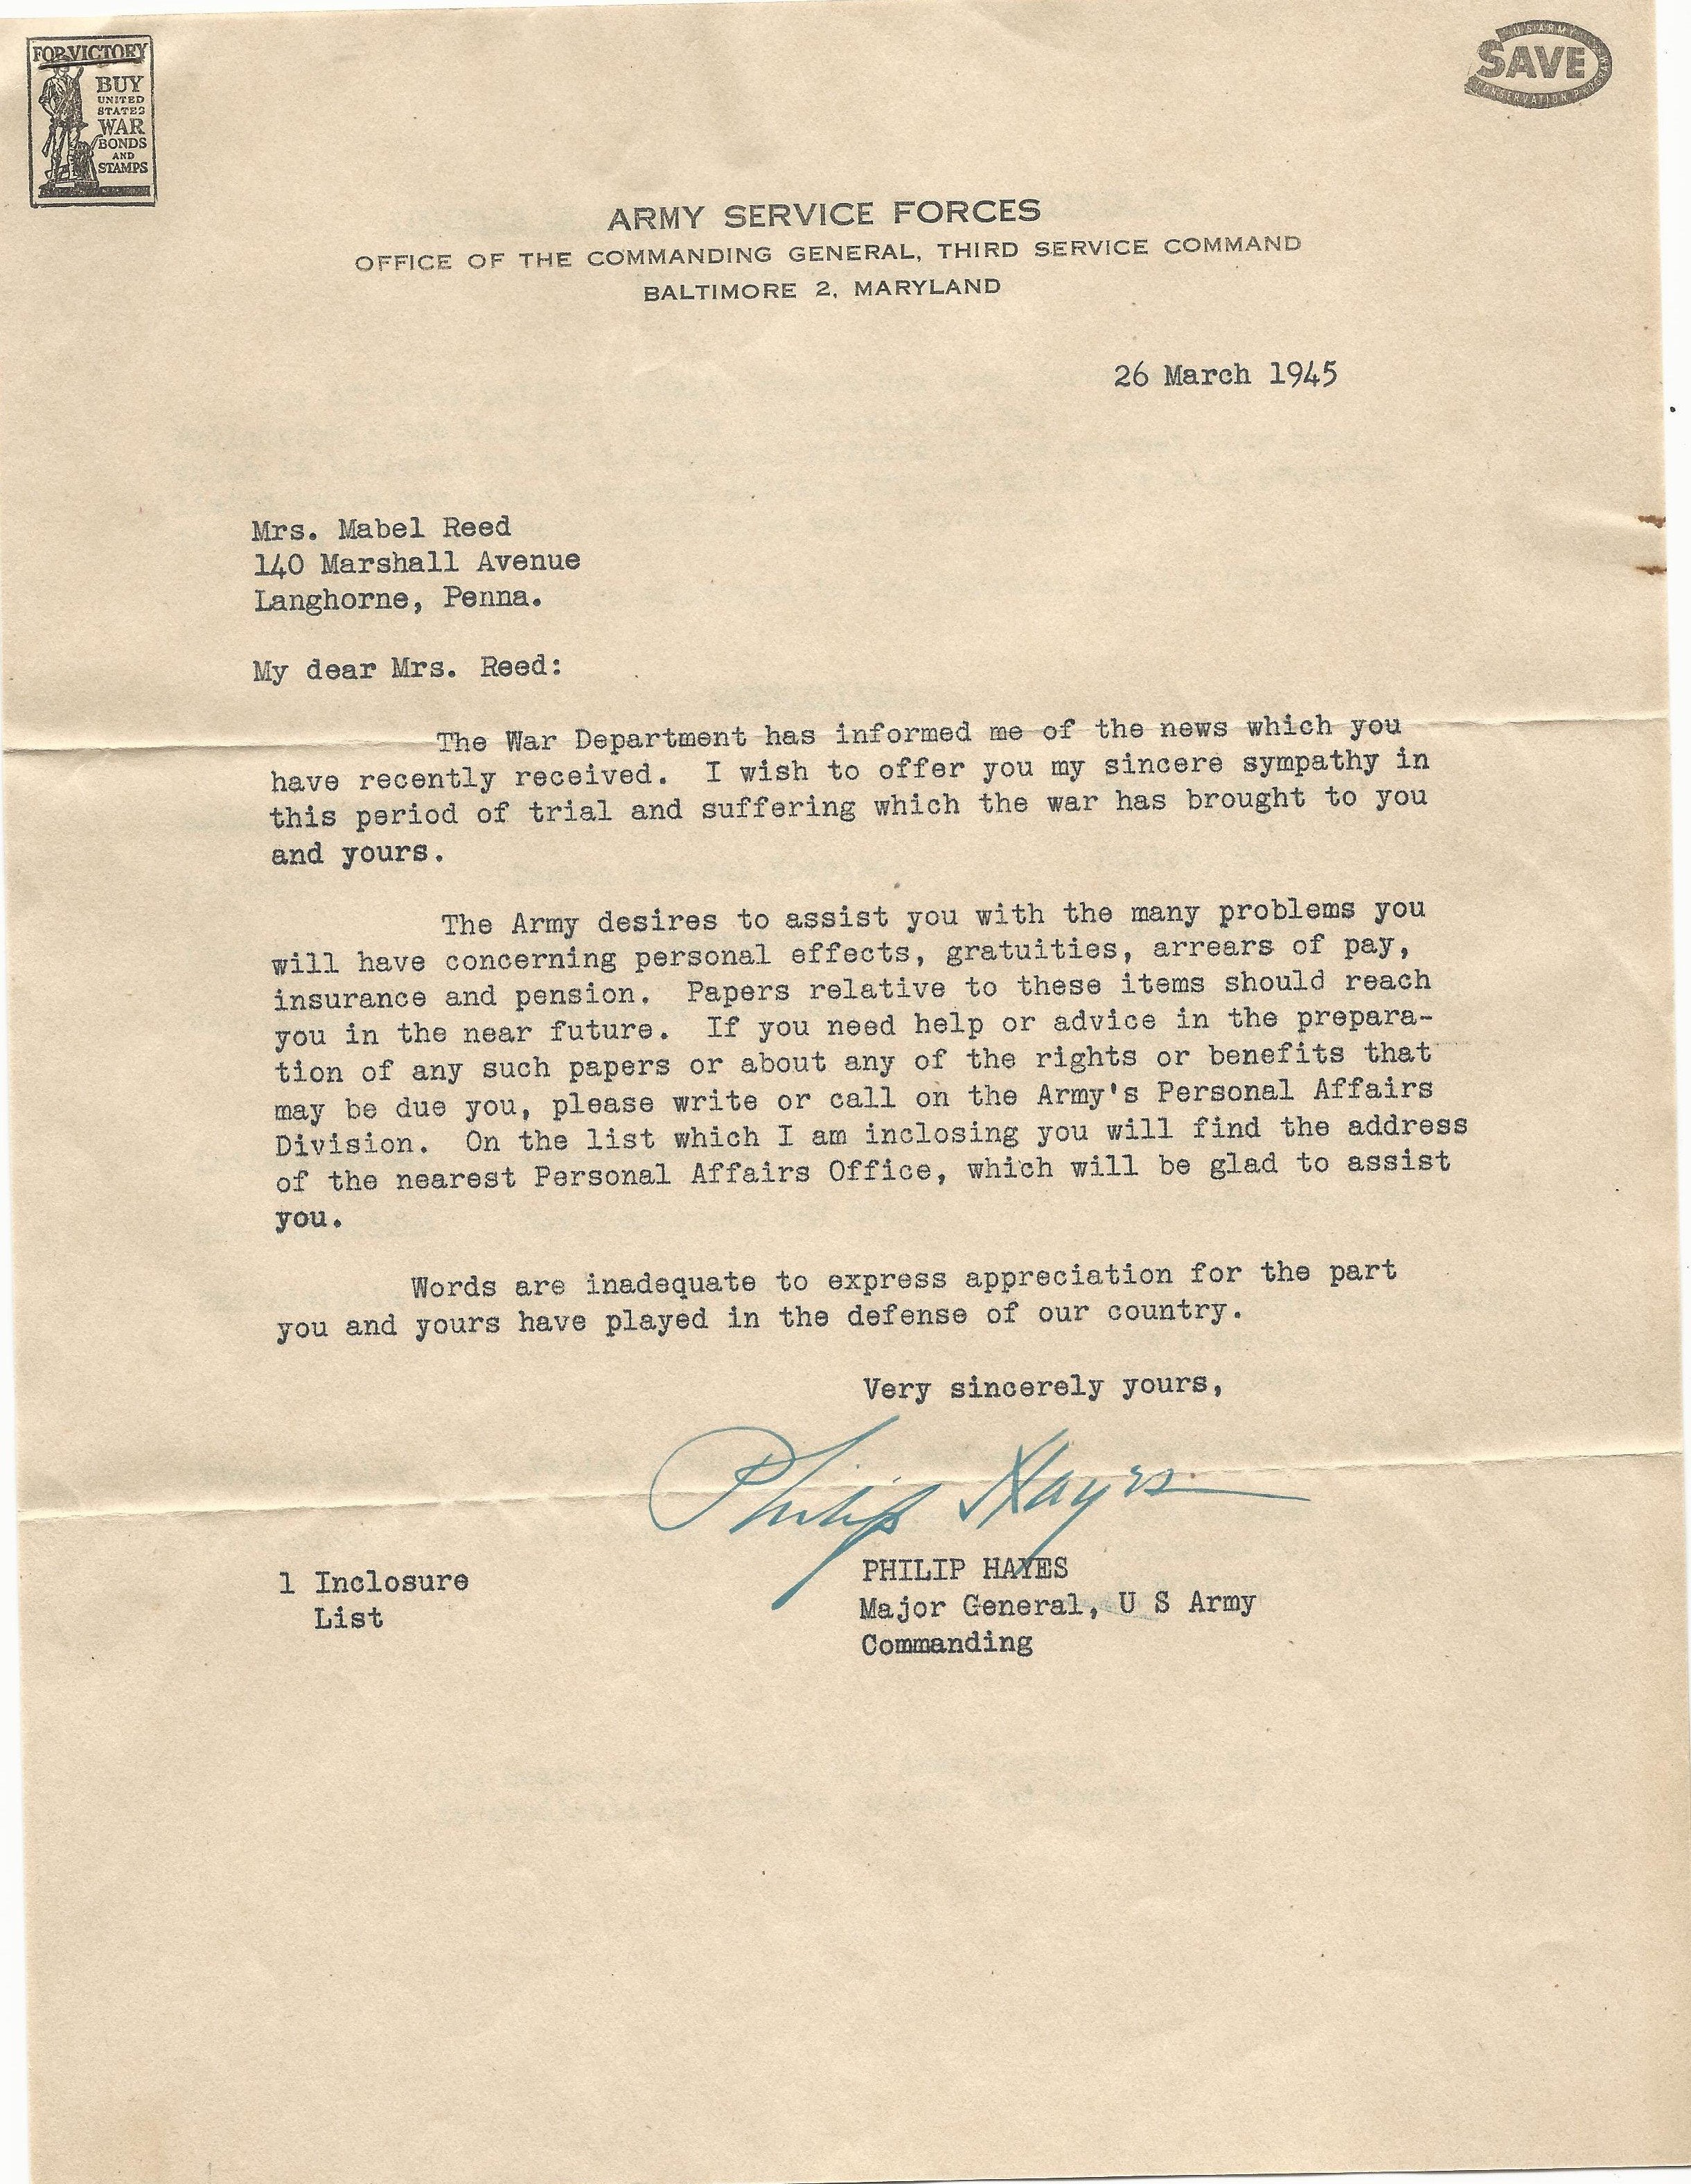 FOR VICTORY
BUY
UNITED
STATES
WAR
BONDS
AND
STAMPS
U·S·ARMY
SAVE
CONSERVATION PROGRAM
ARMY SERVICE FORCES
OFFICE OF THE COMMANDING GENERAL, THIRD SERVICE COMMAND
BALTIMORE 2, MARYLAND
26 March 1945
Mrs. Mabel Reed
140 Marshall Avenue
Langhorne, Penna.
My dear Mrs. Reed:
The War Department has informed me of the news which you
have recently received. I wish to offer you my sincere sympathy in
this period of trial and suffering which the war has brought to you
and yours.
The Army desires to assist you with the many problems you
will have concerning personal effects, gratuities, arrears of pay,
insurance and pension. Papers relative to these items should reach
you in the near future. If you need help or advice in the prepara-
tion of any such papers or about any of the rights or benefits that
may be due you, please write or call on the Army's Personal Affairs
Division. On the list which I am inclosing you will find the address
of the nearest Personal Affairs Office, which will be glad to assist
you.
Words are inadequate to express appreciation for the part
you and yours have played in the defense of our country.
Very sincerely yours,
Philip Hayes
PHILIP HAYES
Major General, U S Army
Commanding
1 Inclosure
List